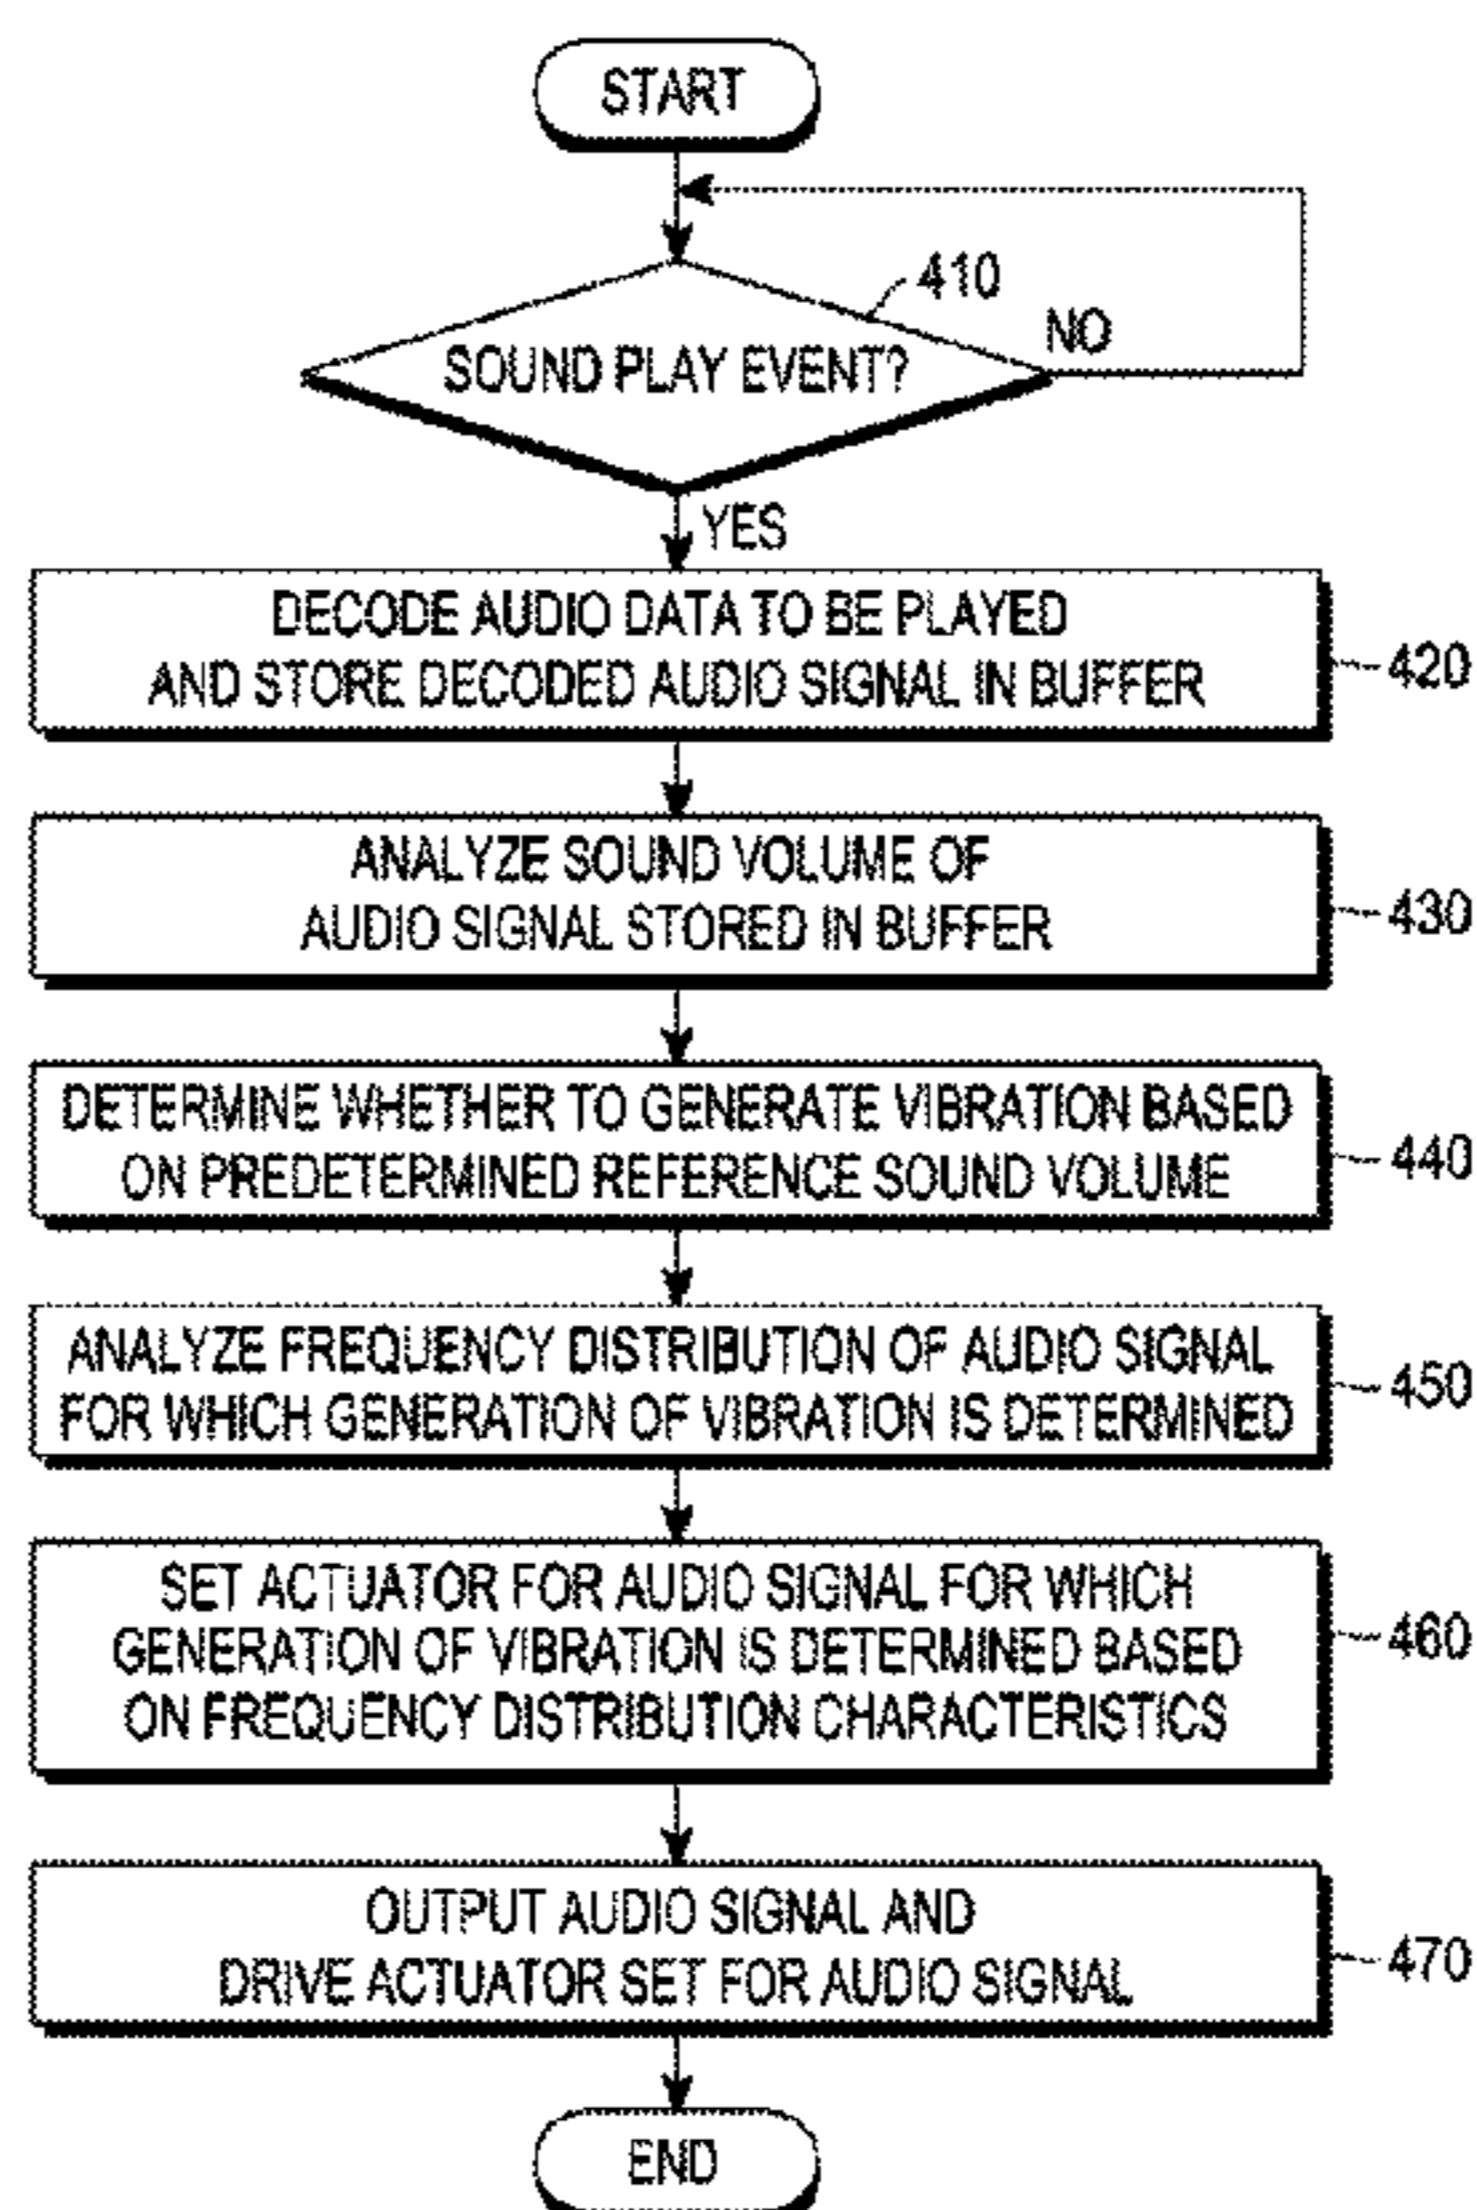 START
410
NO
SOUND PLAY EVENT?
YES
DECODE AUDIO DATA TO BE PLAYED
AND STORE DECODED AUDIO SIGNAL IN BUFFER
420
ANALYZE SOUND VOLUME OF
AUDIO SIGNAL STORED IN BUFFER
430
DETERMINE WHETHER TO GENERATE VIBRATION BASED
ON PREDETERMINED REFERENCE SOUND VOLUME
440
ANALYZE FREQUENCY DISTRIBUTION OF AUDIO SIGNAL
FOR WHICH GENERATION OF VIBRATION IS DETERMINED
450
SET ACTUATOR FOR AUDIO SIGNAL FOR WHICH
GENERATION OF VIBRATION IS DETERMINED BASED
ON FREQUENCY DISTRIBUTION CHARACTERISTICS
460
OUTPUT AUDIO SIGNAL AND
DRIVE ACTUATOR SET FOR AUDIO SIGNAL
470
END